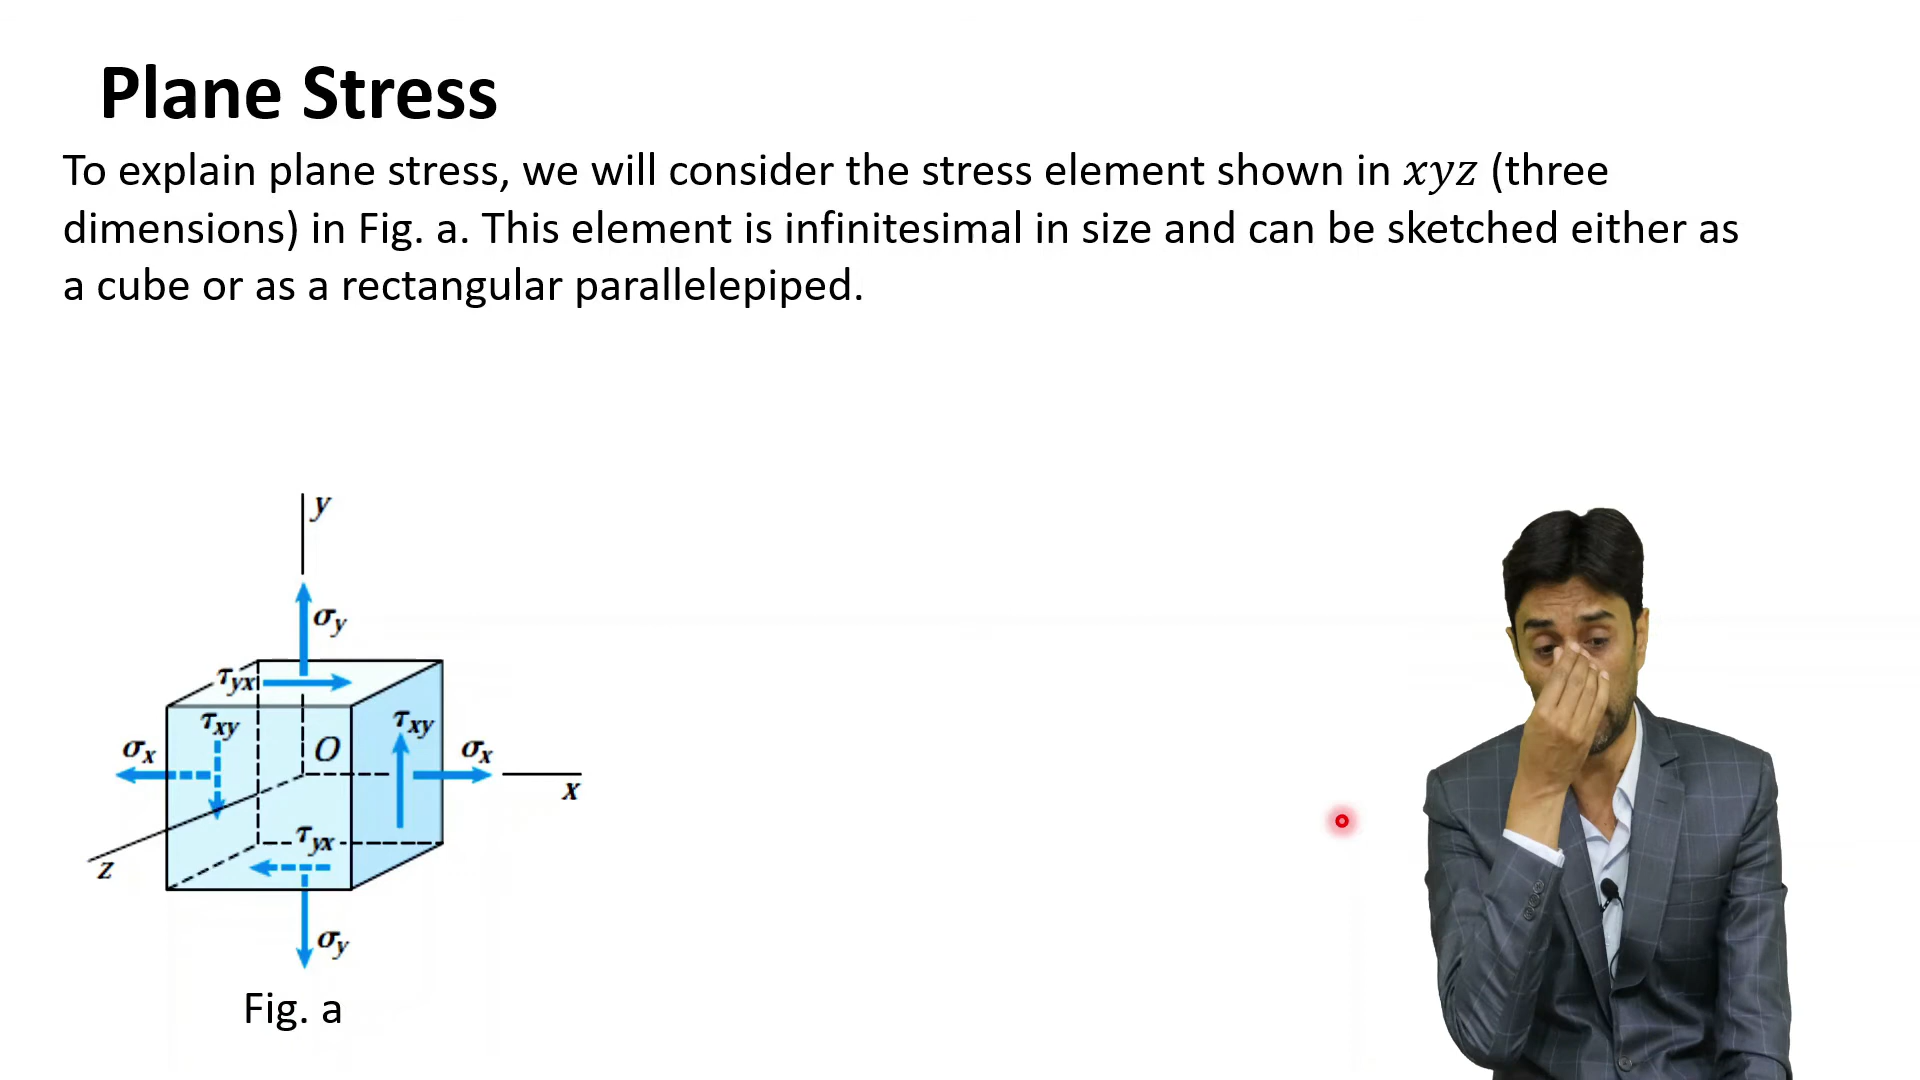 Plane Stress
To explain plane stress, we will consider the stress element shown in 𝑥𝑦𝑧 (three
dimensions) in Fig. a. This element is infinitesimal in size and can be sketched either as
a cube or as a rectangular parallelepiped.
y
σy
τyx
τxy
τxy
σx
O
σx
x
τyx
z
σy
Fig. a